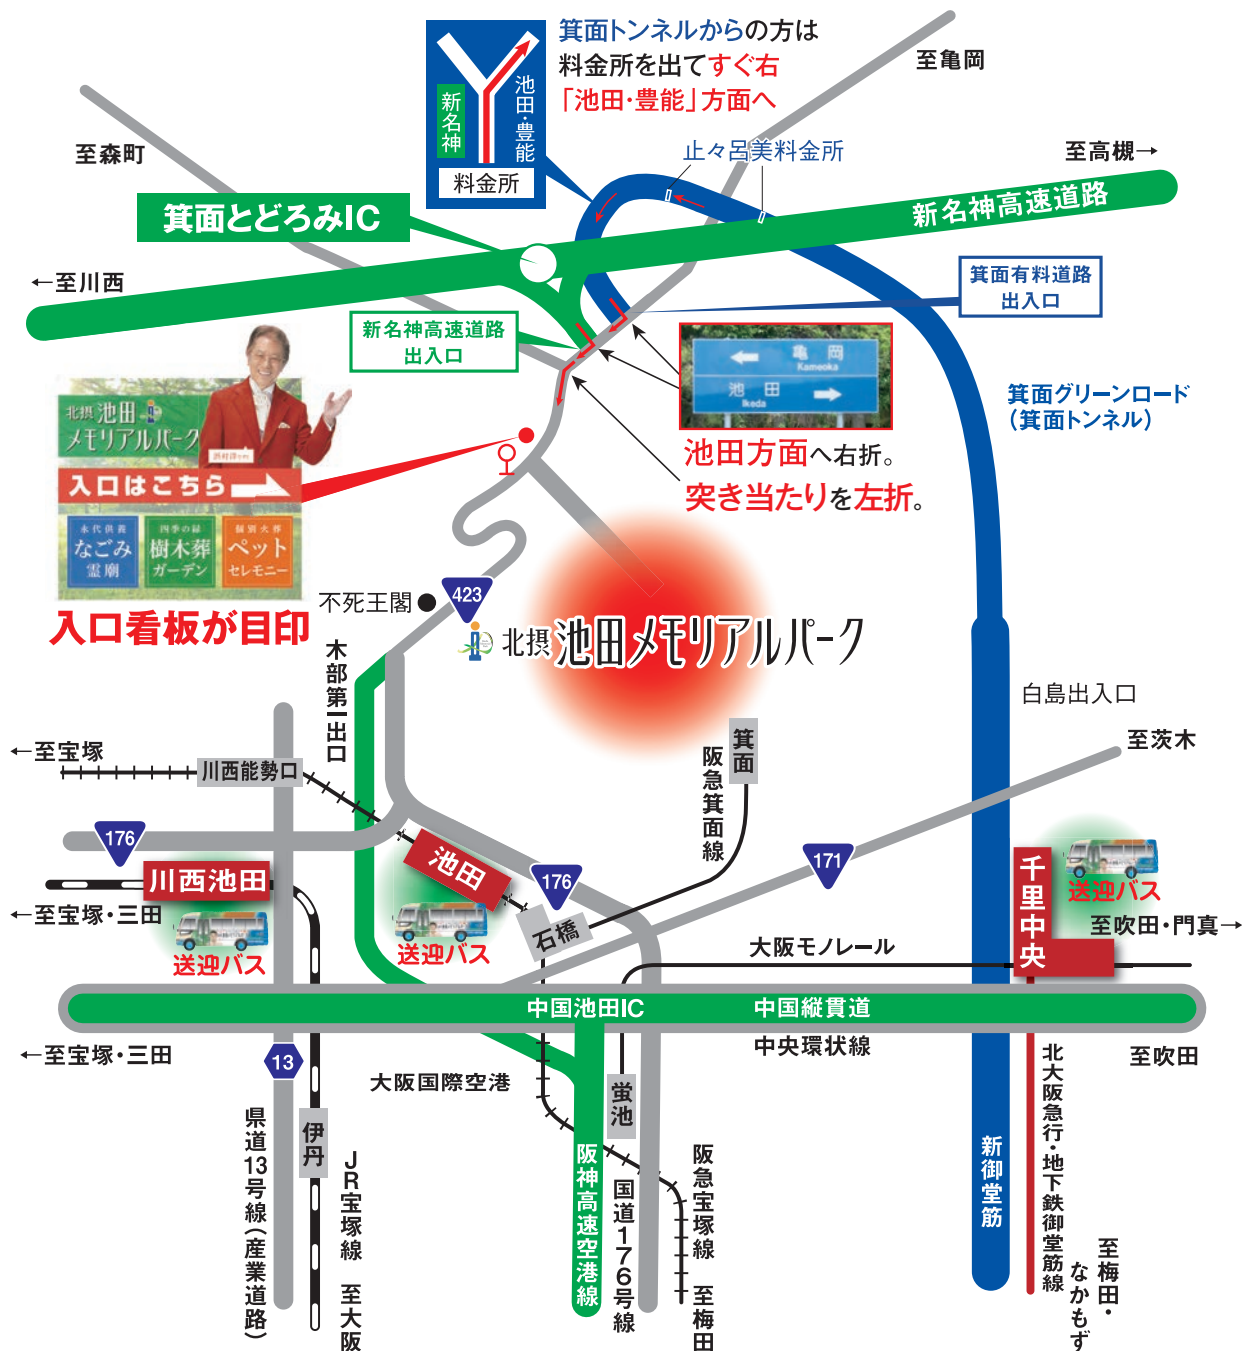 箕面トンネルからの方は
料金所を出てすぐ右
「池田・豊能」方面へ
新名神
池田・豊能
料金所
至亀岡
至森町
止々呂美料金所
至高槻→
箕面とどろみIC
新名神高速道路
←至川西
箕面有料道路
出入口
新名神高速道路
出入口
亀岡
Kameoka
池田
Ikeda
箕面グリーンロード
(箕面トンネル)
北摂 池田
メモリアルパーク
入口はこちら
永代供養
なごみ
霊廟
四季の緑
樹木葬
ガーデン
個別火葬
ペット
セレモニー
入口看板が目印
池田方面へ右折。
突き当たりを左折。
不死王閣
423
北摂 池田メモリアルパーク
木部第一出口
白島出入口
←至宝塚
川西能勢口
阪急箕面線
箕面
至茨木
176
川西池田
池田
176
171
千里中央
送迎バス
←至宝塚・三田
送迎バス
送迎バス
石橋
大阪モノレール
至吹田・門真→
中国池田IC
中国縦貫道
中央環状線
←至宝塚・三田
至吹田
13
大阪国際空港
蛍池
県道13号線(産業道路)
伊丹
JR宝塚線 至大阪
阪神高速空港線
国道176号線
阪急宝塚線 至梅田
新御堂筋
北大阪急行・地下鉄御堂筋線
至梅田・
なかもず